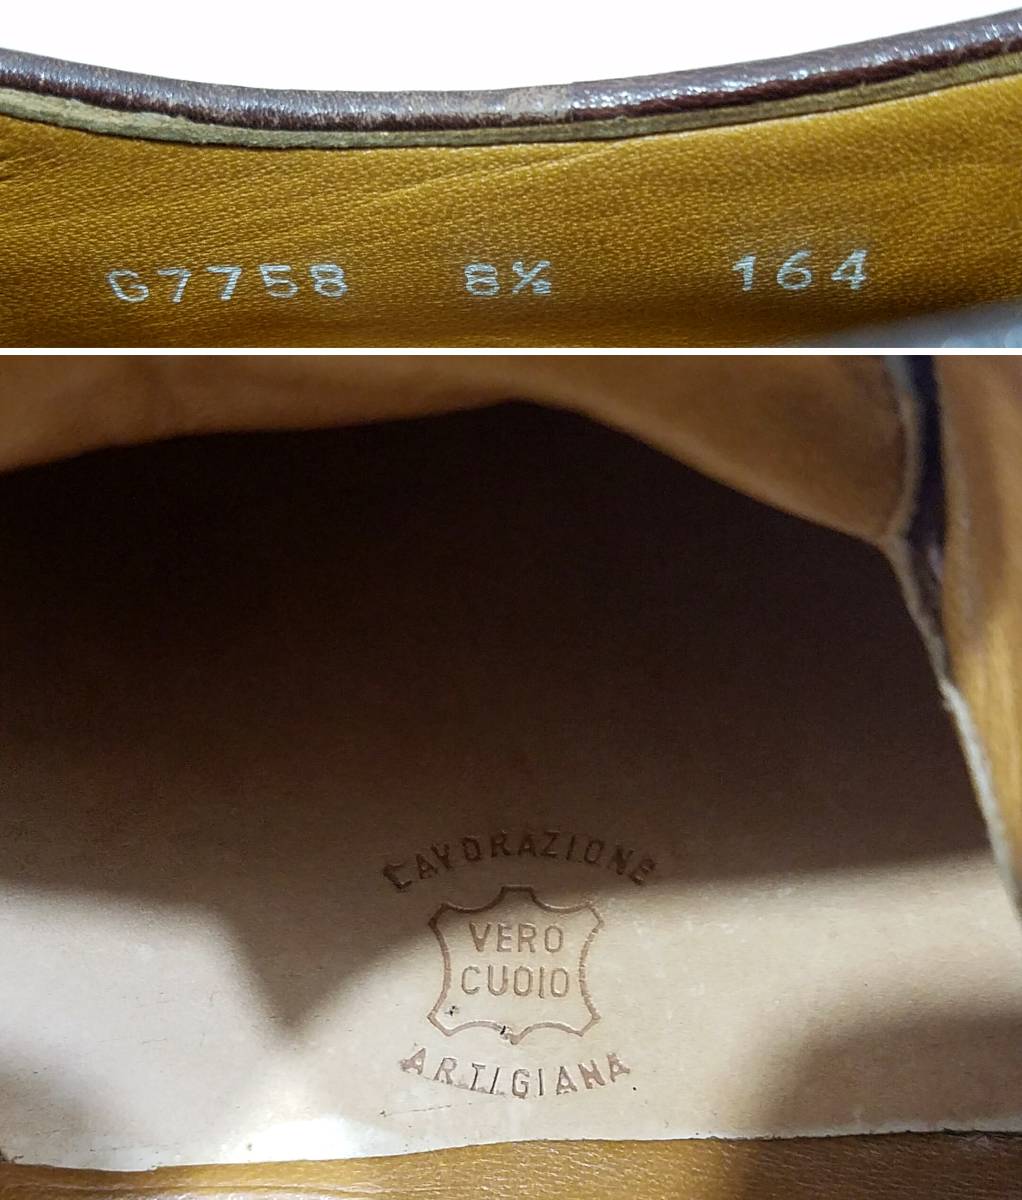 G7758 8½ 164
LAVORAZIONE
VERO
CUOIO
ARTIGIANA